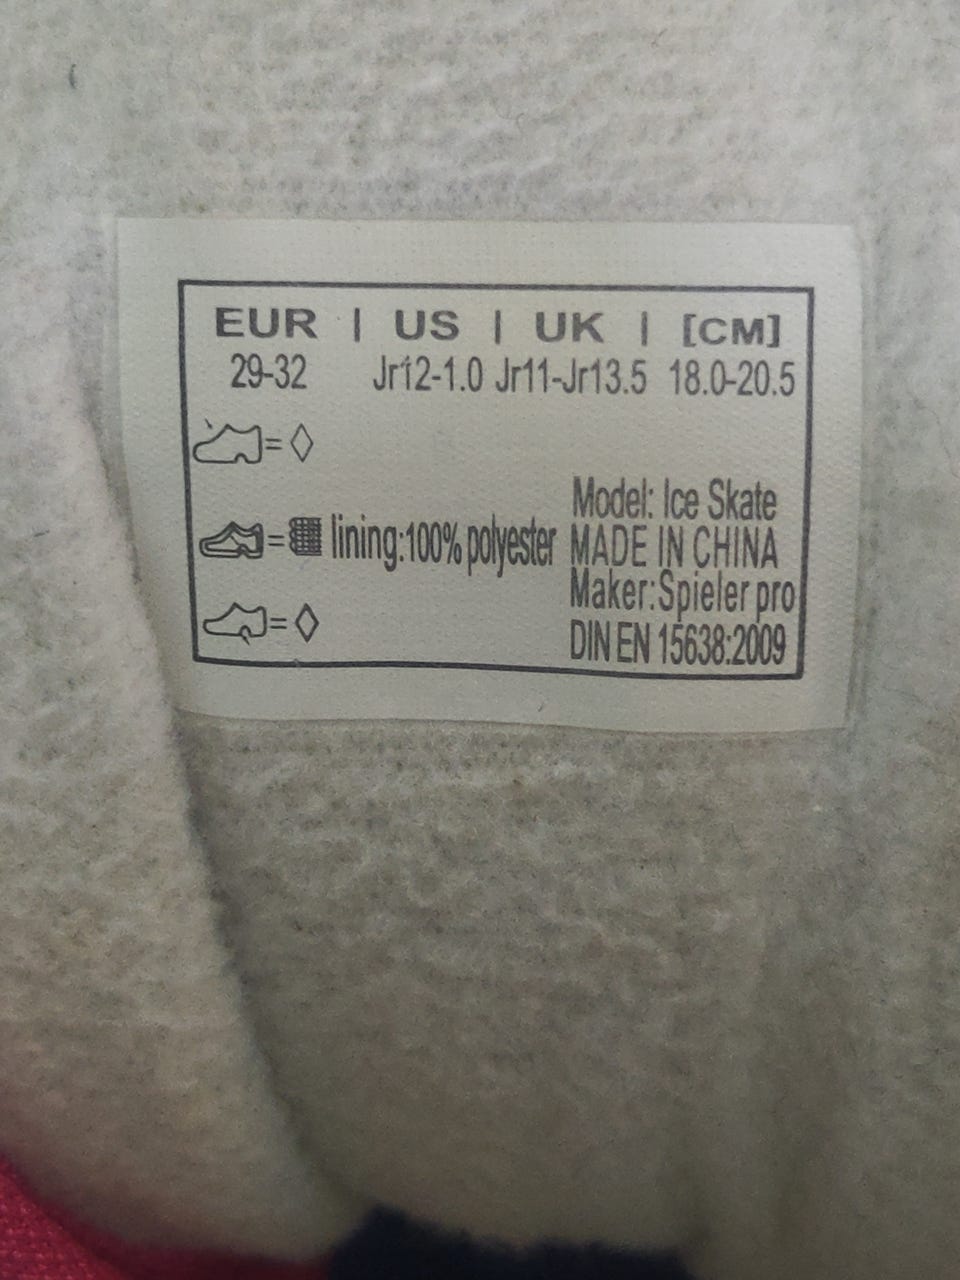 EUR | US | UK | [CM]
29-32 Jr12-1.0 Jr11-Jr13.5 18.0-20.5
=◊
= lining:100% polyester
=◊
Model: Ice Skate
MADE IN CHINA
Maker:Spieler pro
DIN EN 15638:2009